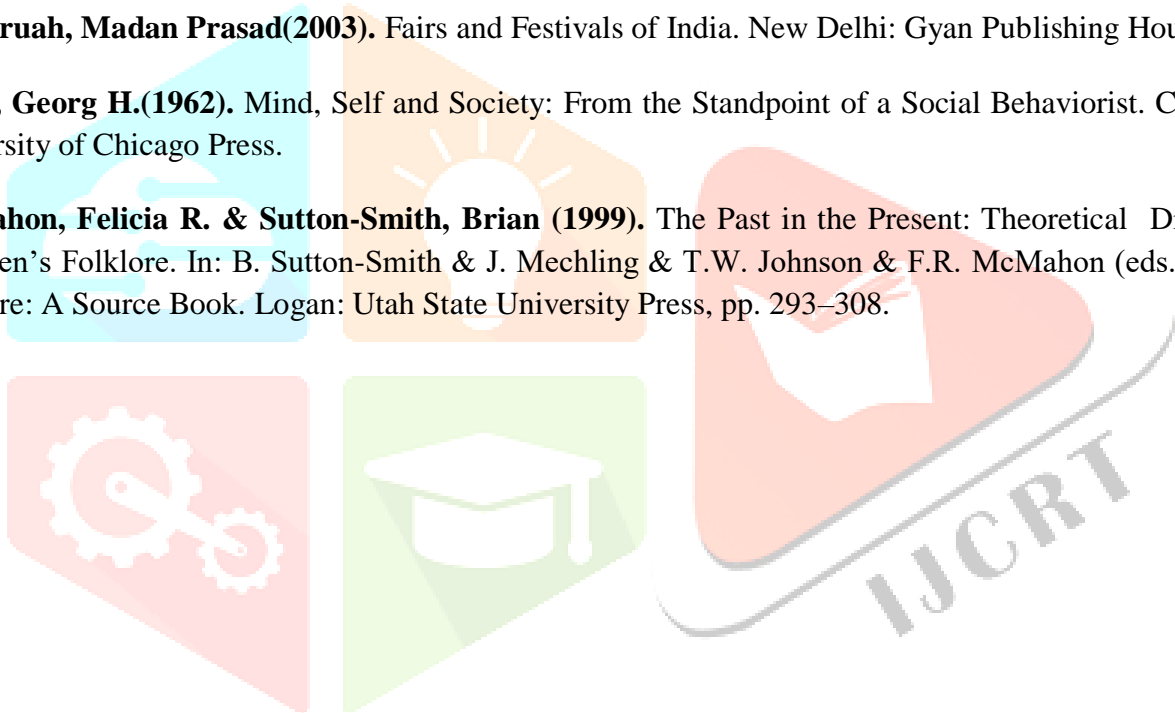 ruah, Madan Prasad(2003). Fairs and Festivals of India. New Delhi: Gyan Publishing Hou
, Georg H.(1962). Mind, Self and Society: From the Standpoint of a Social Behaviorist. C
rsity of Chicago Press.
ahon, Felicia R. & Sutton-Smith, Brian (1999). The Past in the Present: Theoretical D
en’s Folklore. In: B. Sutton-Smith & J. Mechling & T.W. Johnson & F.R. McMahon (eds.
re: A Source Book. Logan: Utah State University Press, pp. 293–308.
IJCRT